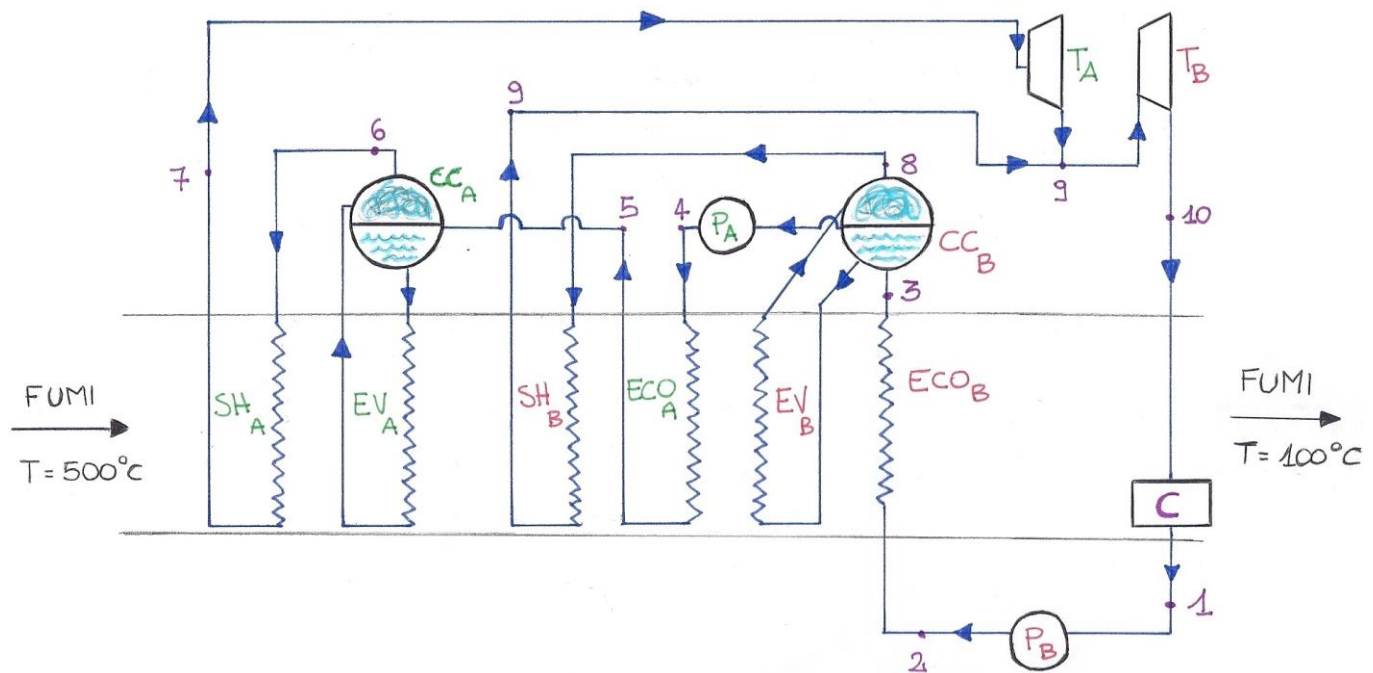 T_A
T_B
9
6
7
CC_A
8
5
4
P_A
9
10
CC_B
3
FUMI
T=500°C
SH_A
EV_A
SH_B
ECO_A
EV_B
ECO_B
FUMI
T=100°C
C
1
P_B
2